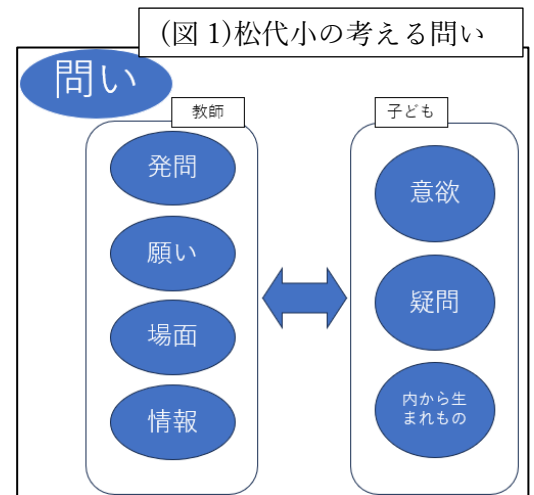 (図 1)松代小の考える問い
問い
教師
発問
願い
場面
情報
子ども
意欲
疑問
内から生
まれもの